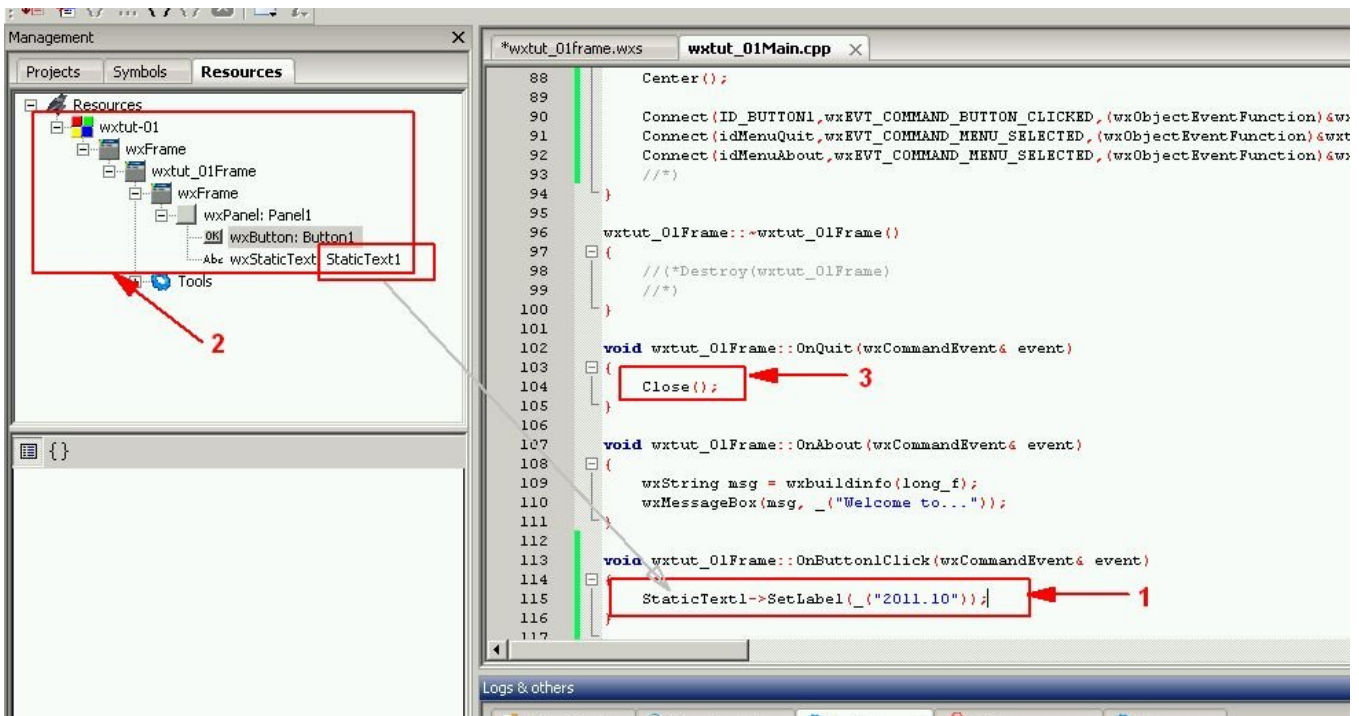 Management
Projects Symbols Resources
Resources
wxtut-01
wxFrame
wxtut_01Frame
wxFrame
wxPanel: Panel1
OK wxButton: Button1
Abc wxStaticText StaticText1
Tools
2
{}
*wxtut_01frame.wxs wxtut_01Main.cpp
88 Center();
89
90 Connect(ID_BUTTON1,wxEVT_COMMAND_BUTTON_CLICKED,(wxObjectEventFunction)&wx
91 Connect(idMenuQuit,wxEVT_COMMAND_MENU_SELECTED,(wxObjectEventFunction)&wxt
92 Connect(idMenuAbout,wxEVT_COMMAND_MENU_SELECTED,(wxObjectEventFunction)&wx
93 //*)
94 }
95
96 wxtut_01Frame::~wxtut_01Frame()
97 {
98 //(*Destroy(wxtut_01Frame)
99 //*)
100 }
101
102 void wxtut_01Frame::OnQuit(wxCommandEvent& event)
103 {
104 Close(); 3
105 }
106
107 void wxtut_01Frame::OnAbout(wxCommandEvent& event)
108 {
109 wxString msg = wxbuildinfo(long_f);
110 wxMessageBox(msg, _("Welcome to..."));
111 }
112
113 void wxtut_01Frame::OnButton1Click(wxCommandEvent& event)
114 {
115 StaticText1->SetLabel(_("2011.10")); 1
116 }
117
Logs & others